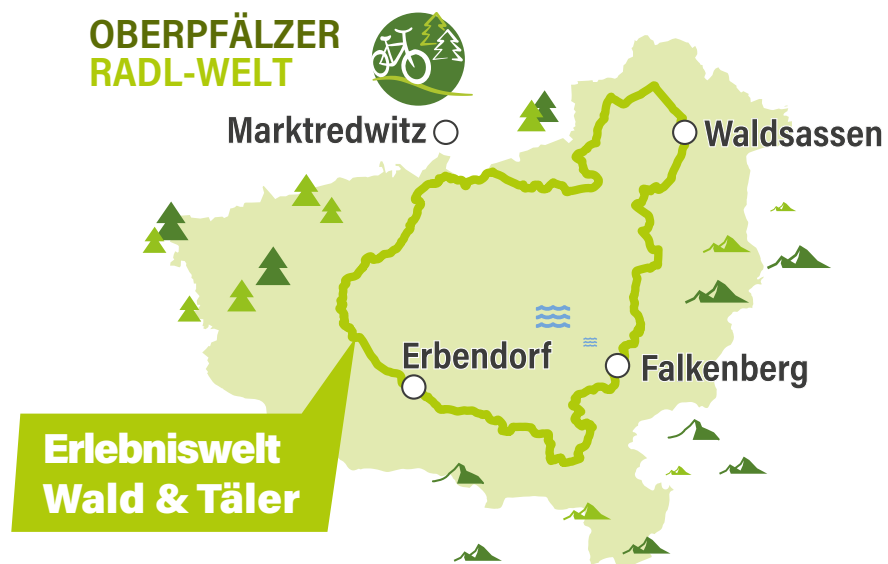 OBERPFÄLZER
RADL-WELT
Marktredwitz
Waldsassen
Erbendorf
Falkenberg
Erlebniswelt
Wald & Täler